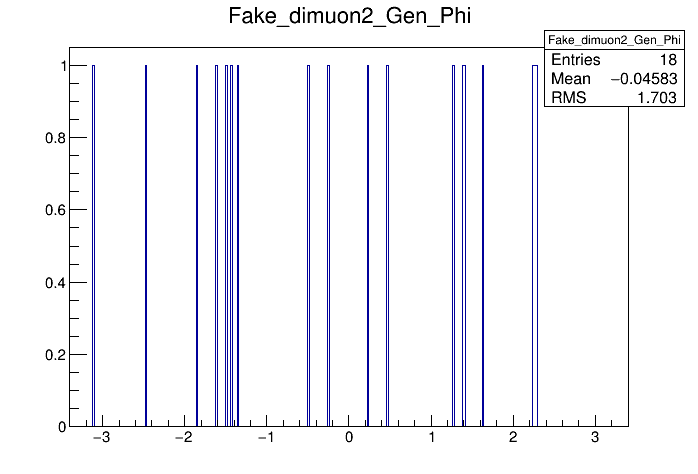 Fake_dimuon2_Gen_Phi
Fake_dimuon2_Gen_Phi
Entries 18
Mean −0.04583
RMS 1.703
1
0.8
0.6
0.4
0.2
0
−3 −2 −1 0 1 2 3